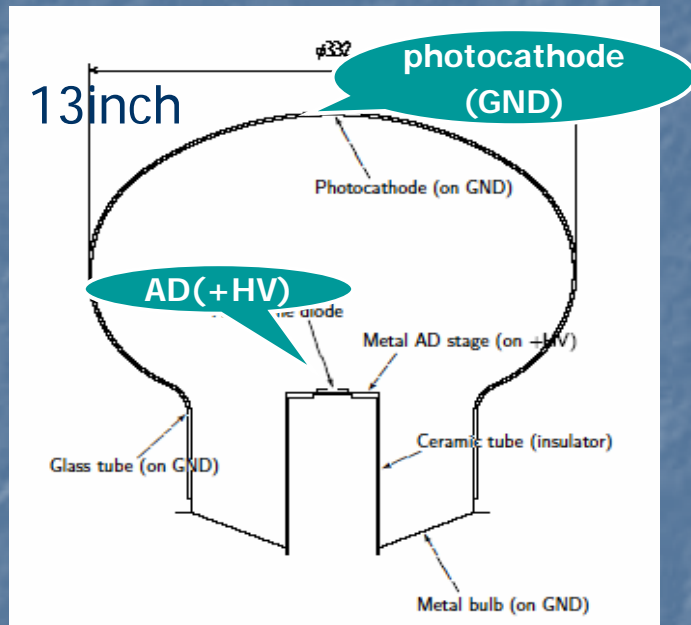 φ332
photocathode
(GND)
13inch
Photocathode (on GND)
AD(+HV)
diode
Metal AD stage (on +HV)
Ceramic tube (insulator)
Glass tube (on GND)
Metal bulb (on GND)